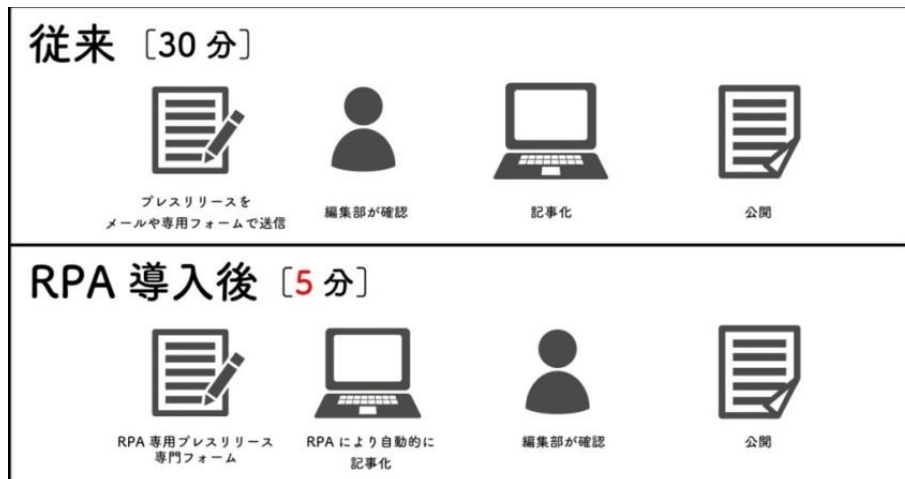 従来［30分］
プレスリリースを
メールや専用フォームで送信
編集部が確認
記事化
公開
RPA 導入後［5分］
RPA 専用プレスリリース
専門フォーム
RPA により自動的に
記事化
編集部が確認
公開